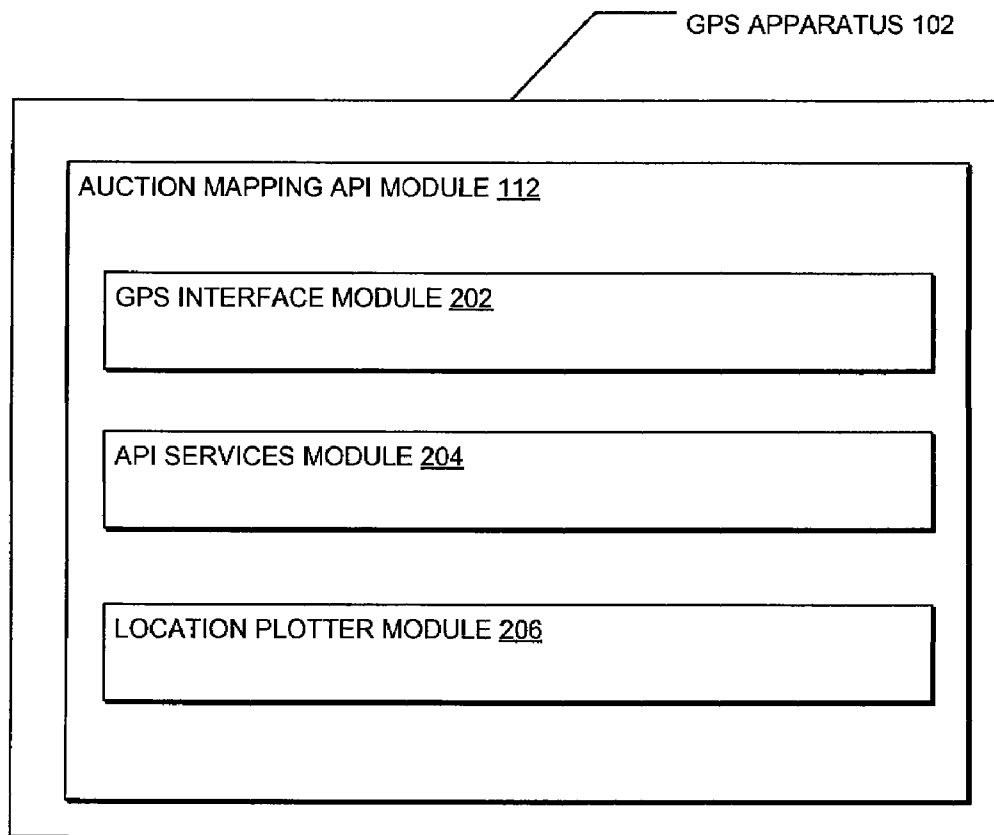 GPS APPARATUS 102
AUCTION MAPPING API MODULE 112
GPS INTERFACE MODULE 202
API SERVICES MODULE 204
LOCATION PLOTTER MODULE 206